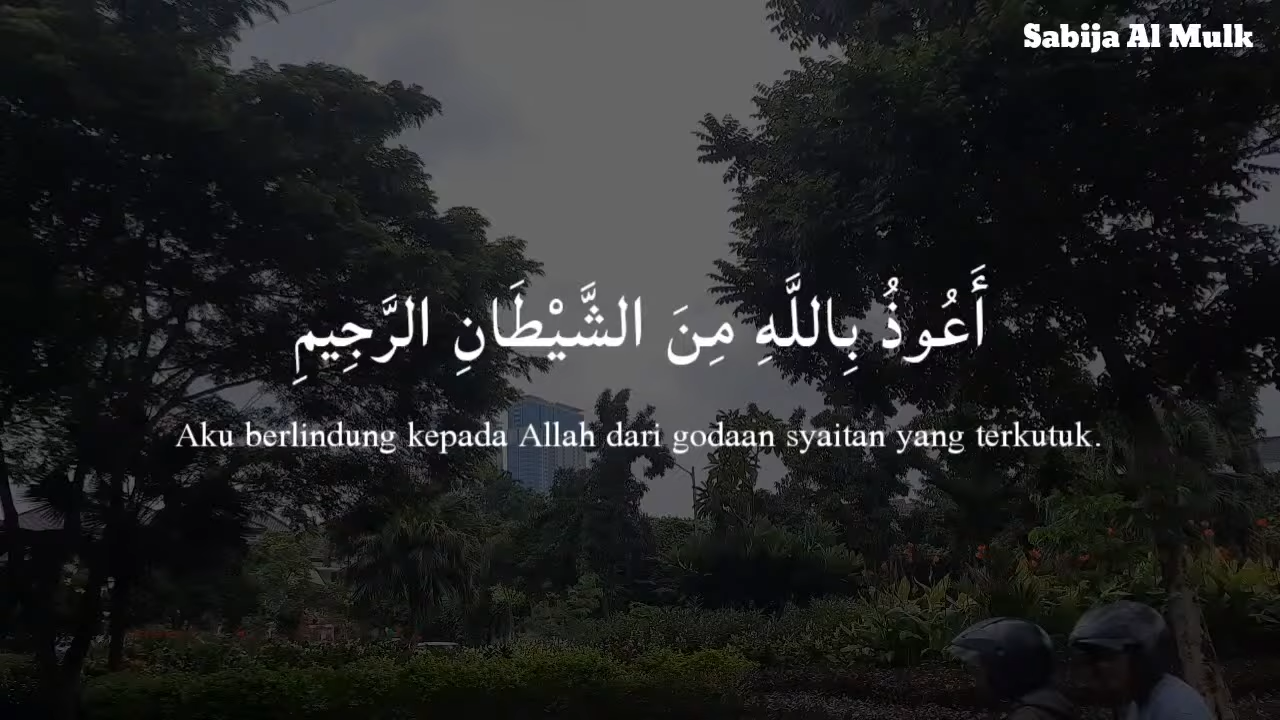 Sabija Al Mulk
أَعُوذُ بِاللَّهِ مِنَ الشَّيْطَانِ الرَّجِيمِ
Aku berlindung kepada Allah dari godaan syaitan yang terkutuk.